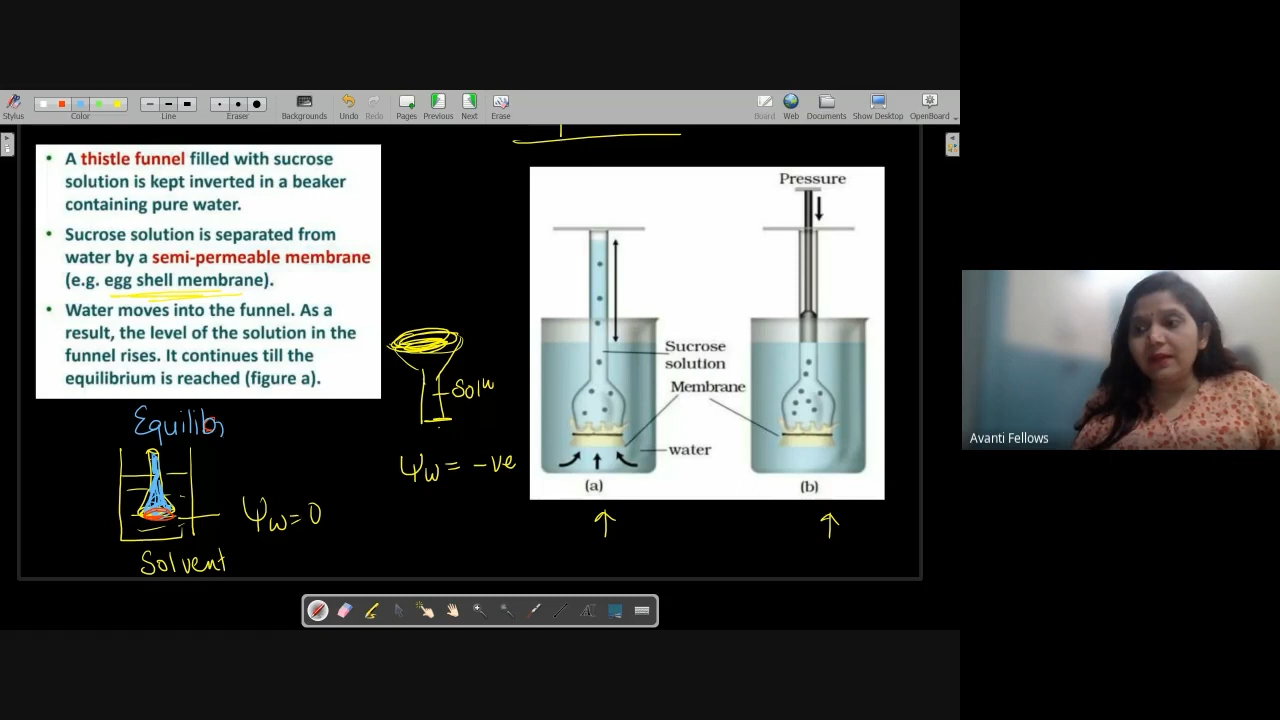 Stylus
Color
Line
Eraser
Backgrounds
Undo
Redo
Pages
Previous
Next
Erase
Board
Web
Documents
Show Desktop
OpenBoard
• A thistle funnel filled with sucrose
solution is kept inverted in a beaker
containing pure water.
• Sucrose solution is separated from
water by a semi-permeable membrane
(e.g. egg shell membrane).
• Water moves into the funnel. As a
result, the level of the solution in the
funnel rises. It continues till the
equilibrium is reached (figure a).
Equilib
Ψw = 0
Solvent
Solⁿ
Ψw = -ve
Pressure
Sucrose
solution
Membrane
water
(a)
(b)
Avanti Fellows